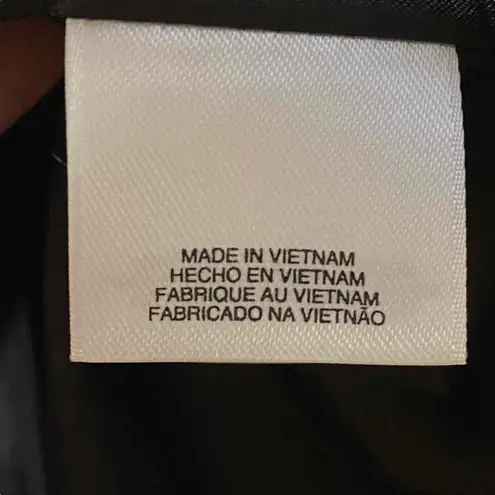 MADE IN VIETNAM
HECHO EN VIETNAM
FABRIQUE AU VIETNAM
FABRICADO NA VIETNÃO